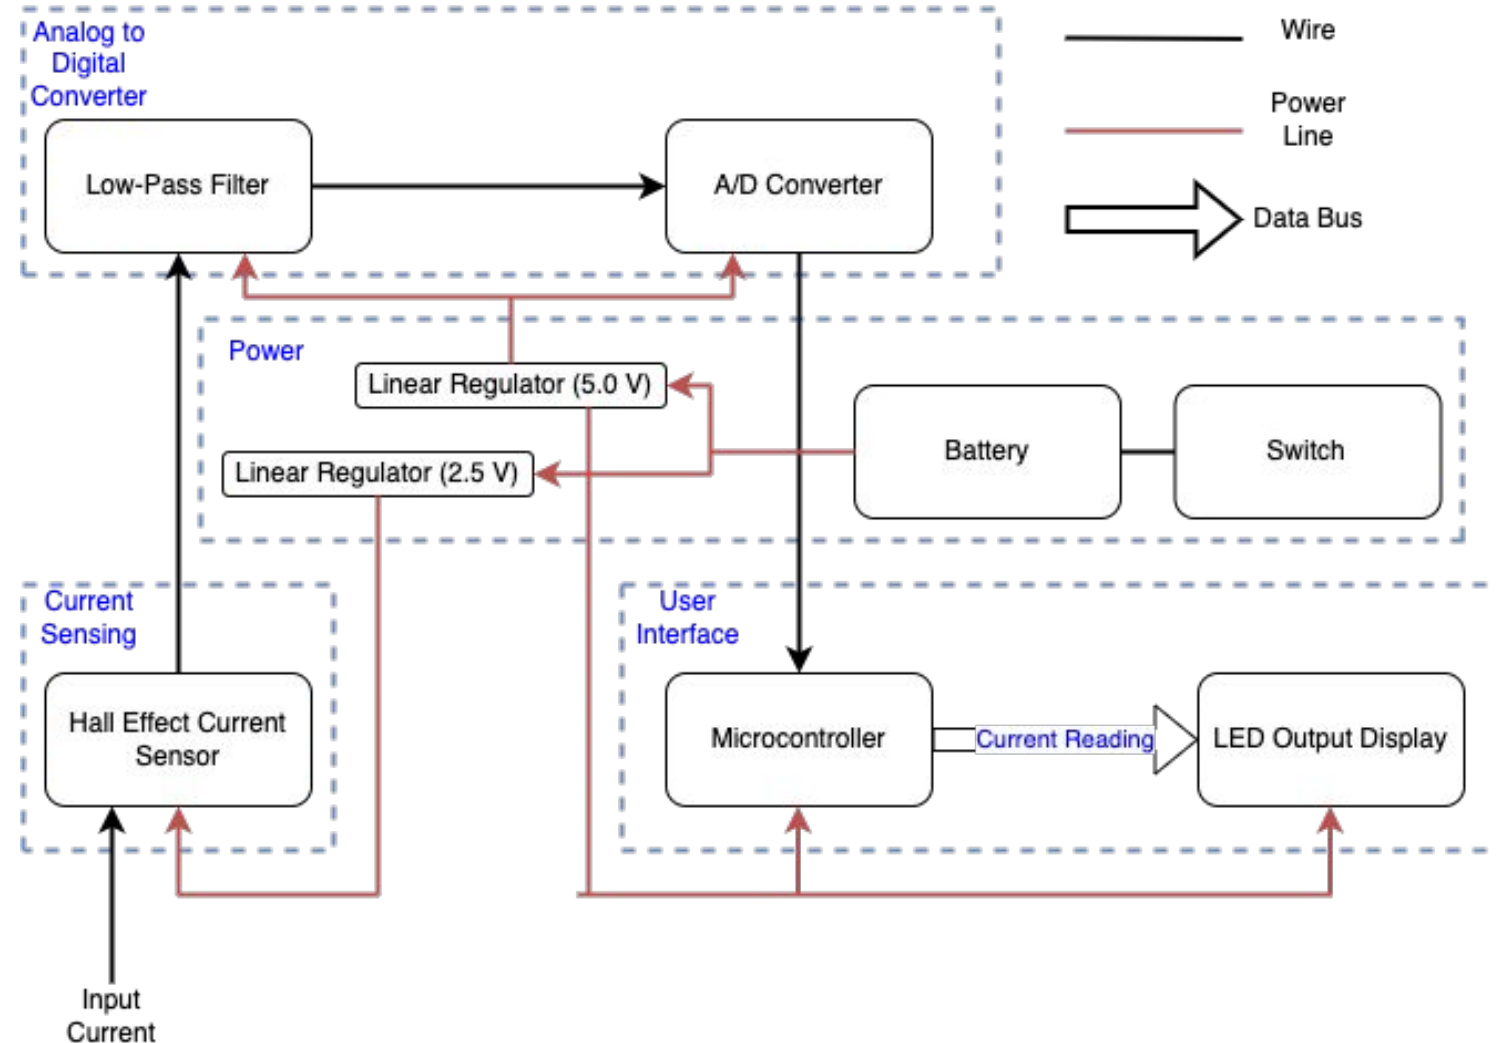 Analog to
Digital
Converter
Low-Pass Filter
A/D Converter
Wire
Power
Line
Data Bus
Power
Linear Regulator (5.0 V)
Linear Regulator (2.5 V)
Battery
Switch
Current
Sensing
Hall Effect Current
Sensor
User
Interface
Microcontroller
Current Reading
LED Output Display
Input
Current